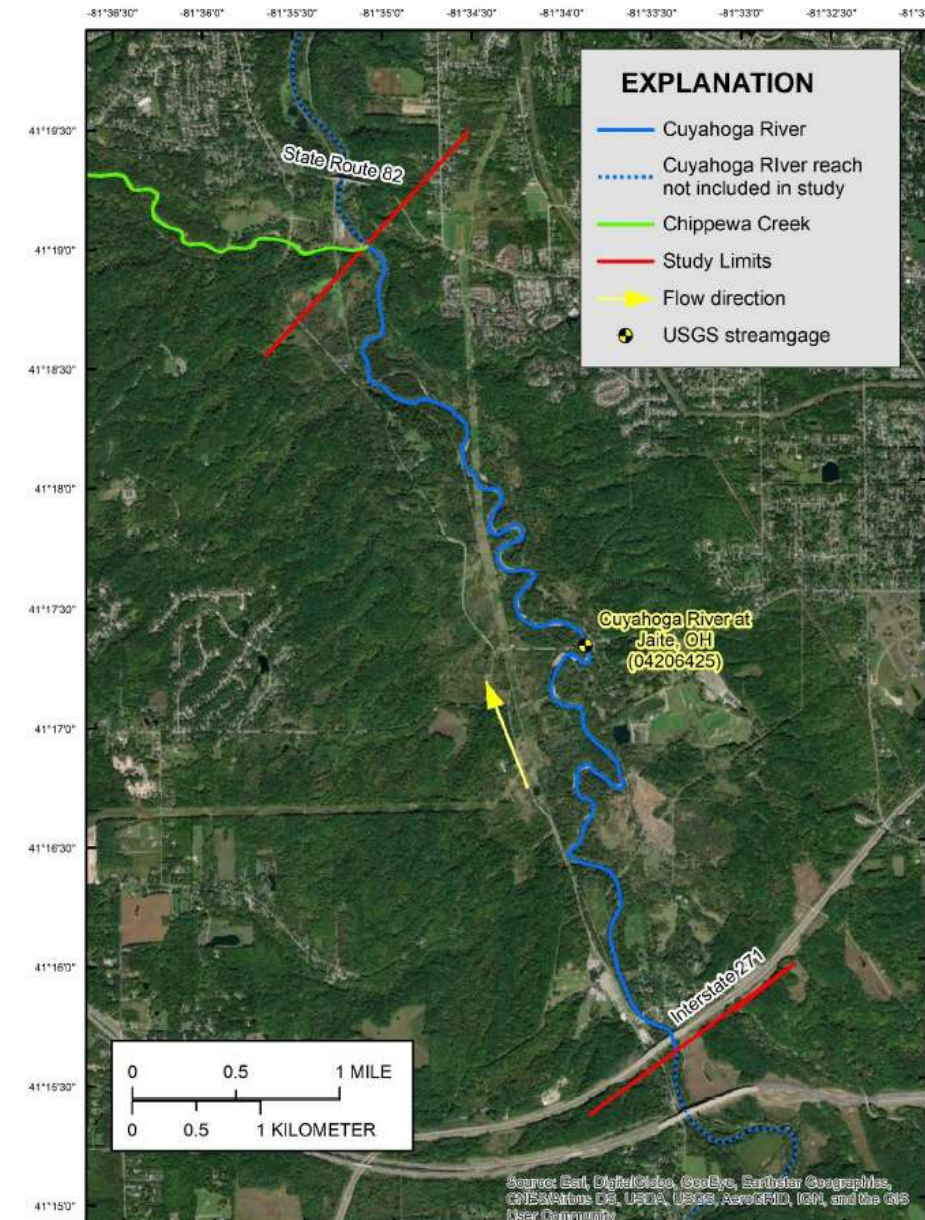 -81°36'30" -81°36'0" -81°35'30" -81°35'0" -81°34'30" -81°34'0" -81°33'30" -81°33'0" -81°32'30"
EXPLANATION
Cuyahoga River
Cuyahoga RIver reach
not included in study
Chippewa Creek
Study Limits
Flow direction
USGS streamgage
41°19'30"
State Route 82
41°19'0"
41°18'30"
41°18'0"
41°17'30"
Cuyahoga River at
Jaite, OH
(04206425)
41°17'0"
41°16'30"
41°16'0"
Interstate 271
41°15'30"
0 0.5 1 MILE
0 0.5 1 KILOMETER
Source: Esri, DigitalGlobe, GeoEye, Earthstar Geographics,
CNES/Airbus DS, USDA, USGS, AeroGRID, IGN, and the GIS
User Community
41°15'0"